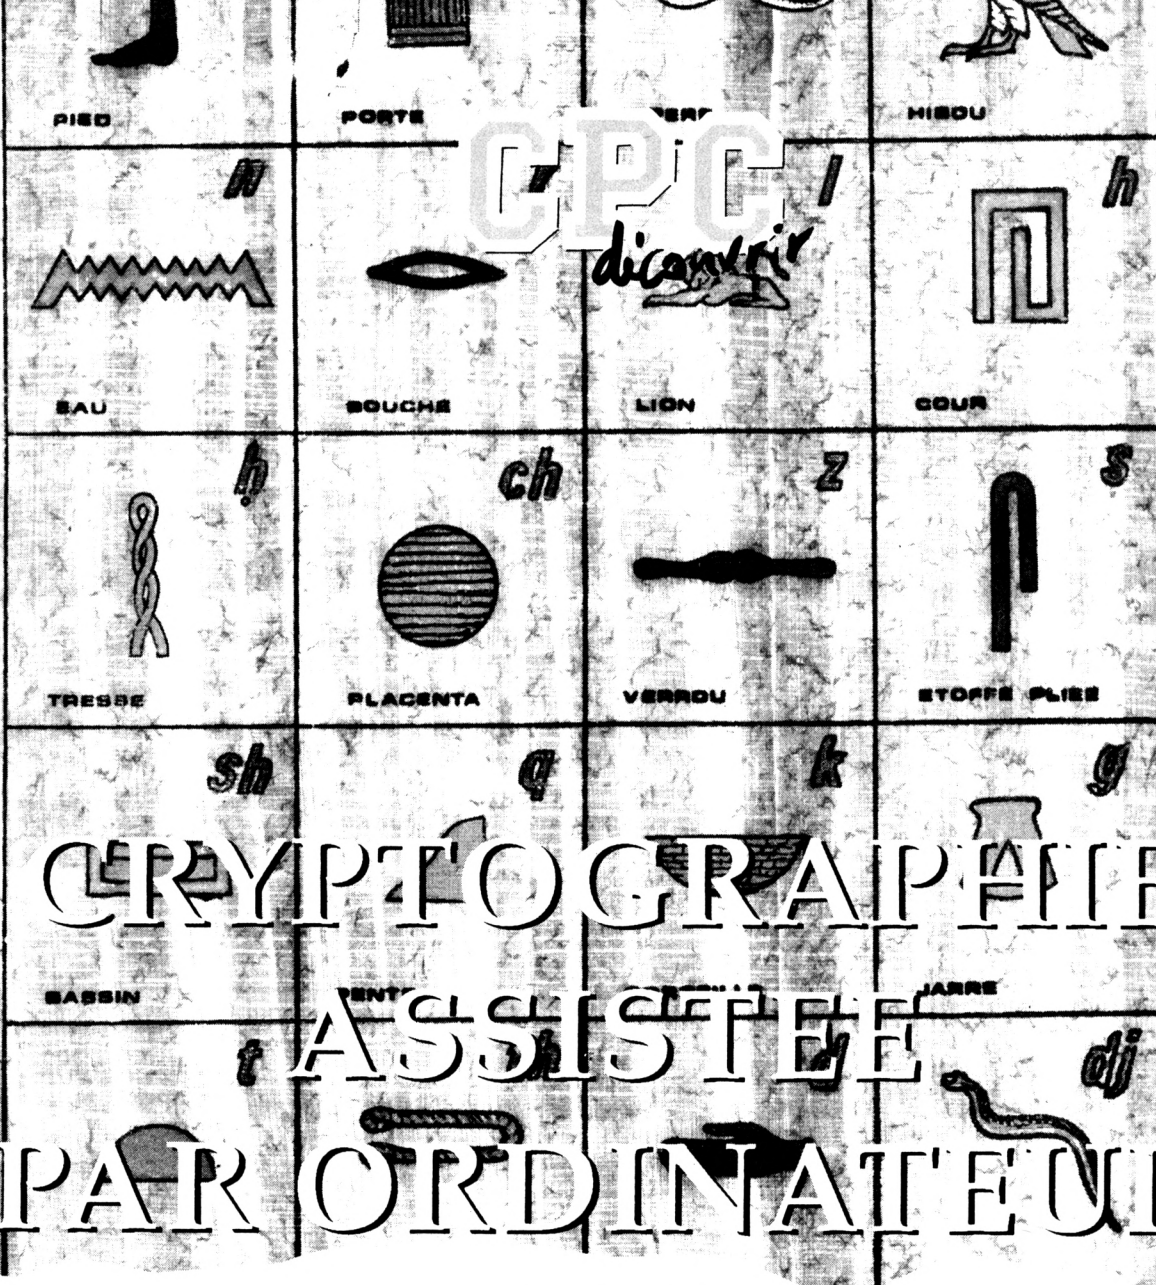 PIED PORTE HIBOU
CPC
n r l h
découvrir
EAU BOUCHE LION COUR
ḥ ch z s
TRESSE PLACENTA VERROU ETOFFE PLIEE
sh q k g
CRYPTOGRAPHIE
BASSIN JARRE
ASSISTEE
t d dj
PAR ORDINATEU